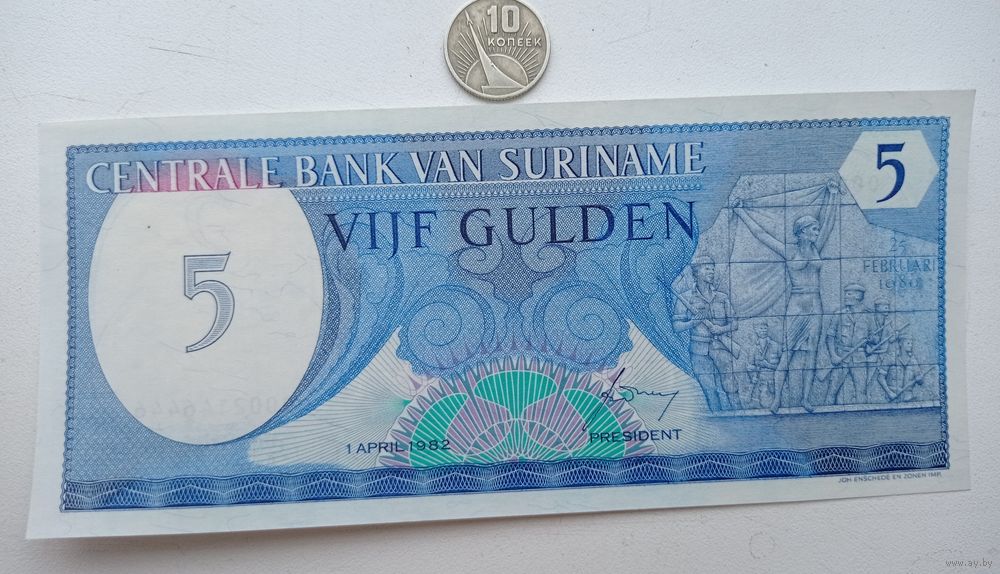 10
КОПЕЕК
CENTRALE BANK VAN SURINAME
5
VIJF GULDEN
5
25
FEBRUARI
1980
1 APRIL 1982
PRESIDENT
JOH. ENSCHEDE EN ZONEN IMP.
www.ay.by